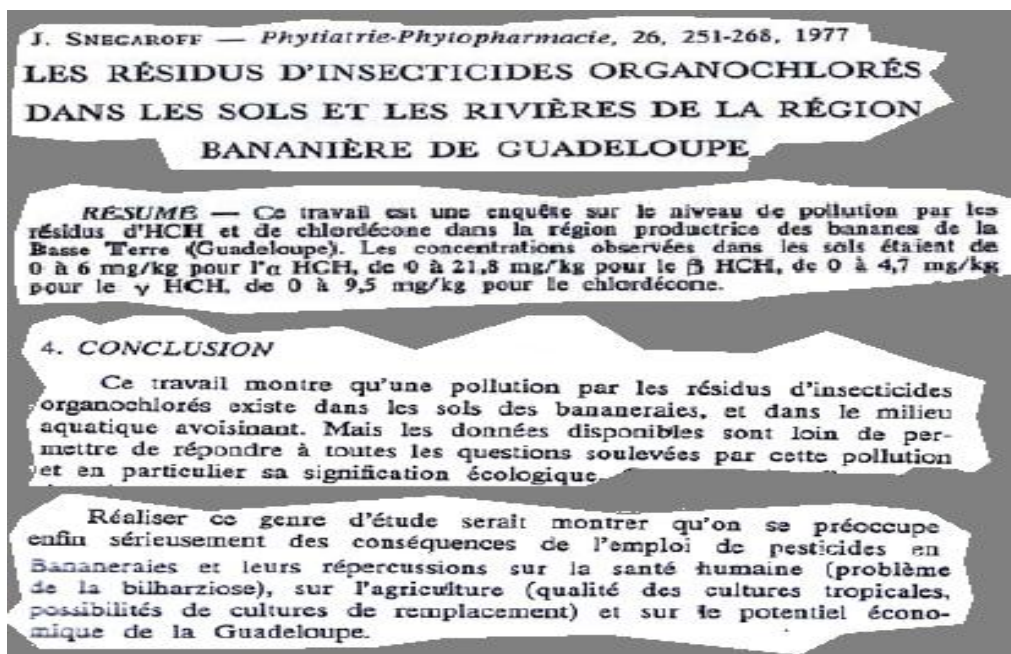 J. SNEGAROFF — Phytiatrie-Phytopharmacie, 26, 251-268, 1977
LES RÉSIDUS D'INSECTICIDES ORGANOCHLORÉS
DANS LES SOLS ET LES RIVIÈRES DE LA RÉGION
BANANIÈRE DE GUADELOUPE
RÉSUMÉ — Ce travail est une enquête sur le niveau de pollution par les
résidus d'HCH et de chlordécone dans la région productrice des bananes de la
Basse Terre (Guadeloupe). Les concentrations observées dans les sols étaient de
0 à 6 mg/kg pour l'α HCH, de 0 à 21,8 mg/kg pour le β HCH, de 0 à 4,7 mg/kg
pour le γ HCH, de 0 à 9,5 mg/kg pour le chlordécone.
4. CONCLUSION
Ce travail montre qu'une pollution par les résidus d'insecticides
organochlorés existe dans les sols des bananeraies, et dans le milieu
aquatique avoisinant. Mais les données disponibles sont loin de per-
mettre de répondre à toutes les questions soulevées par cette pollution
et en particulier sa signification écologique
Réaliser ce genre d'étude serait montrer qu'on se préoccupe
enfin sérieusement des conséquences de l'emploi de pesticides en
Bananeraies et leurs répercussions sur la santé humaine (problème
de la bilharziose), sur l'agriculture (qualité des cultures tropicales,
possibilités de cultures de remplacement) et sur le potentiel écono-
mique de la Guadeloupe.